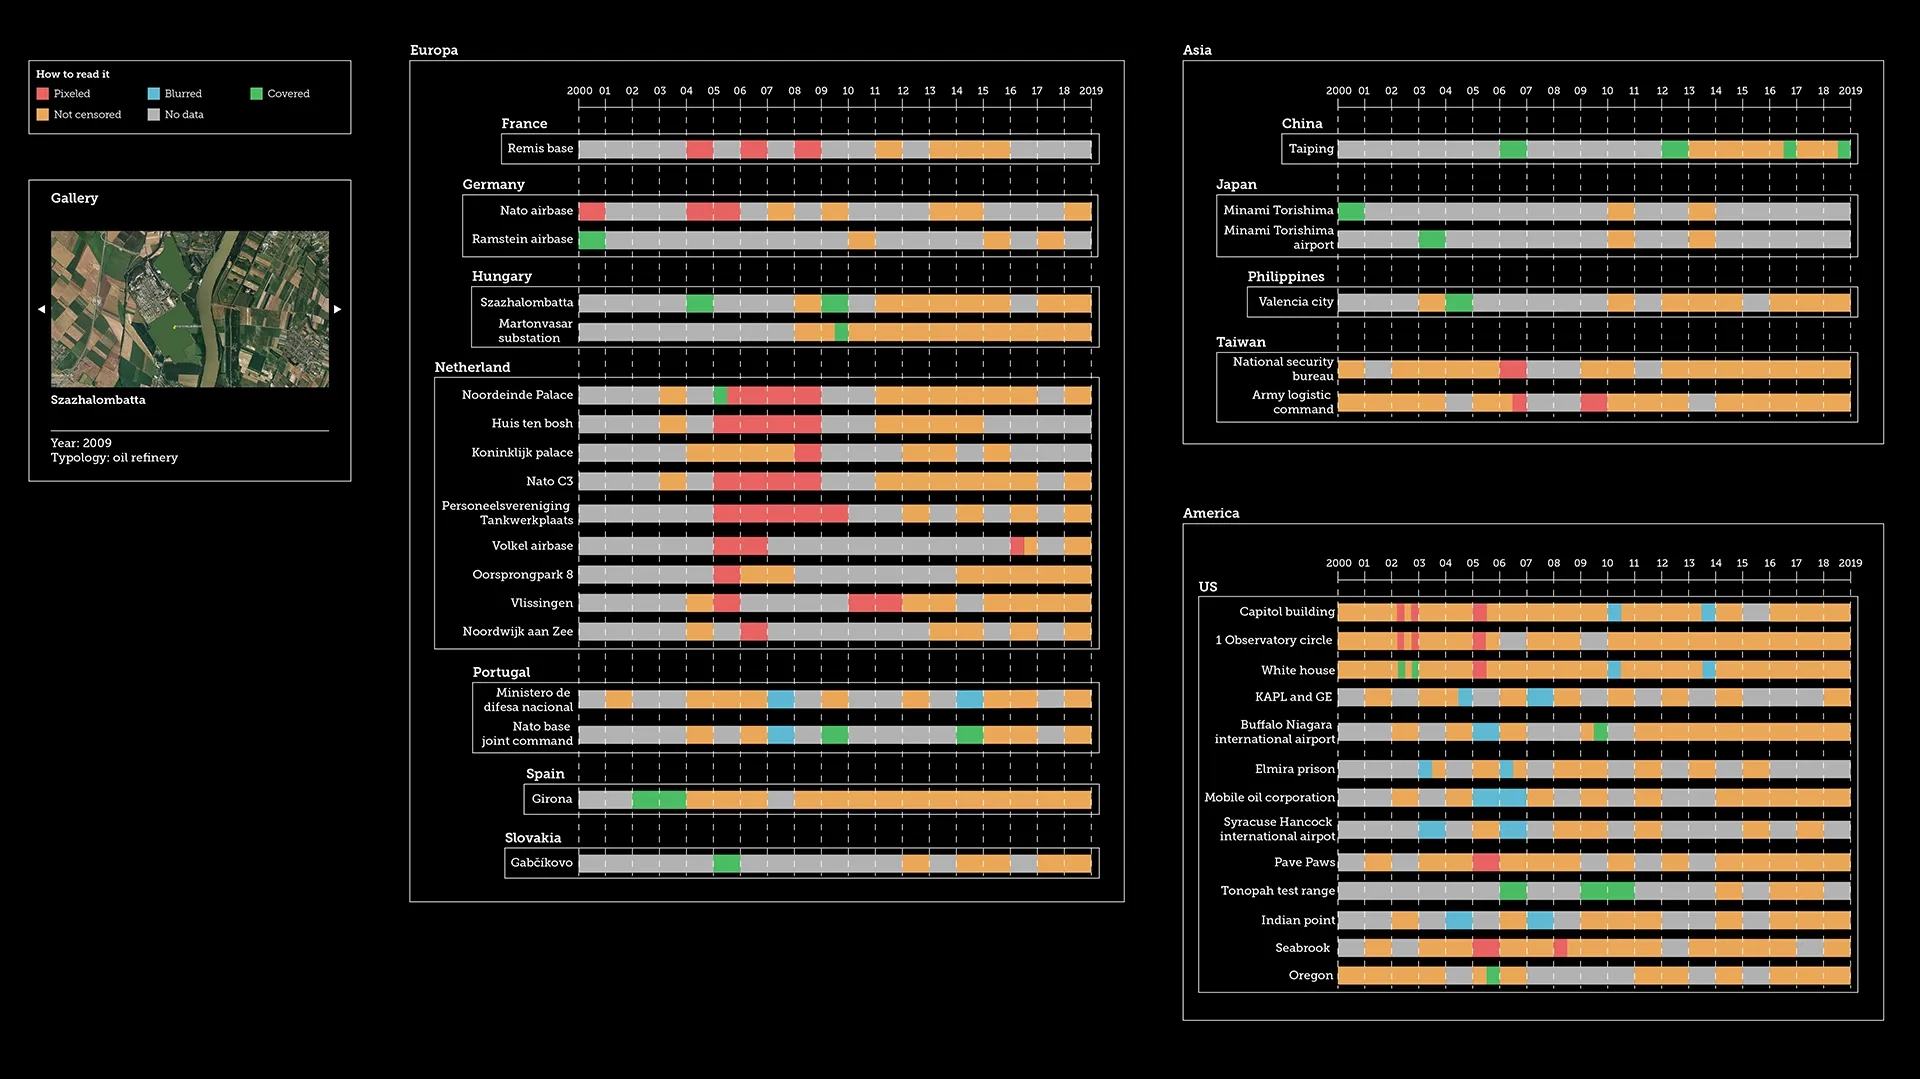 How to read it
Pixeled
Blurred
Covered
Not censored
No data
Gallery
Szazhalombatta
Year: 2009
Typology: oil refinery
Europa
2000 01 02 03 04 05 06 07 08 09 10 11 12 13 14 15 16 17 18 2019
France
Remis base
Germany
Nato airbase
Ramstein airbase
Hungary
Szazhalombatta
Martonvasar
substation
Netherland
Noordeinde Palace
Huis ten bosh
Koninklijk palace
Nato C3
Personeelsvereniging
Tankwerkplaats
Volkel airbase
Oorsprongpark 8
Vlissingen
Noordwijk aan Zee
Portugal
Ministero de
difesa nacional
Nato base
joint command
Spain
Girona
Slovakia
Gabčíkovo
Asia
2000 01 02 03 04 05 06 07 08 09 10 11 12 13 14 15 16 17 18 2019
China
Taiping
Japan
Minami Torishima
Minami Torishima
airport
Philippines
Valencia city
Taiwan
National security
bureau
Army logistic
command
America
2000 01 02 03 04 05 06 07 08 09 10 11 12 13 14 15 16 17 18 2019
US
Capitol building
1 Observatory circle
White house
KAPL and GE
Buffalo Niagara
international airport
Elmira prison
Mobile oil corporation
Syracuse Hancock
international airpot
Pave Paws
Tonopah test range
Indian point
Seabrook
Oregon